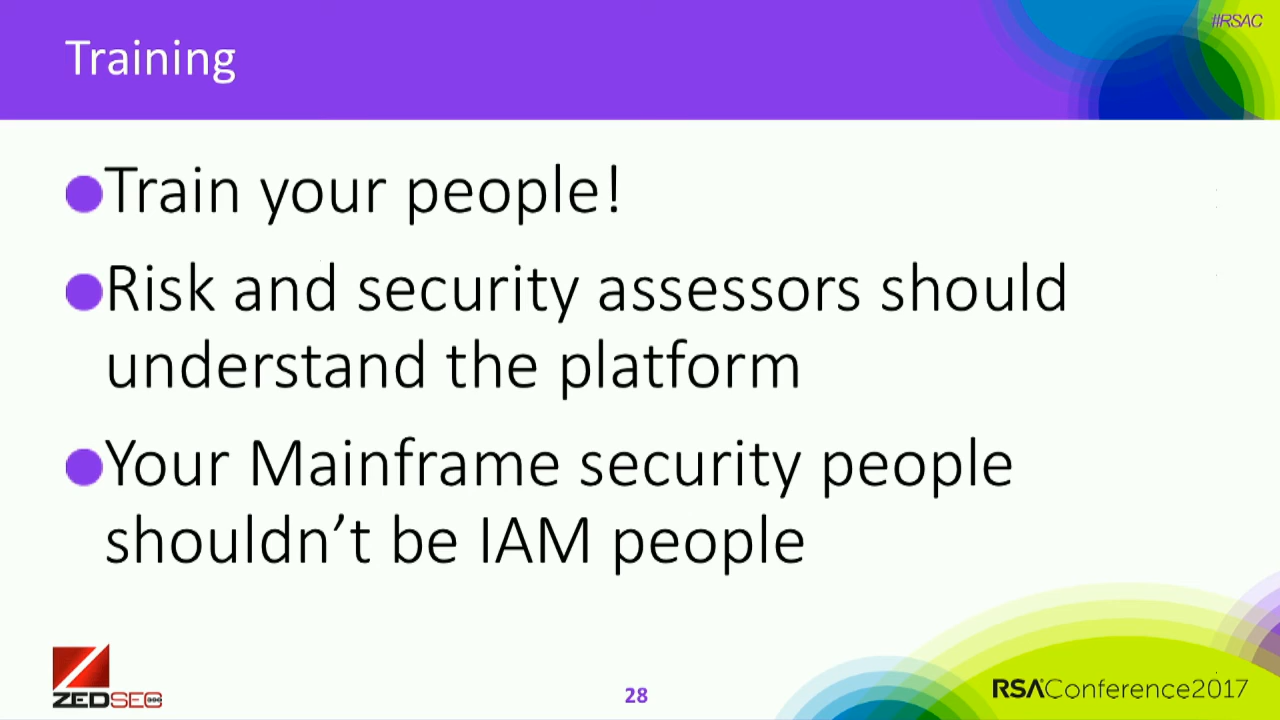 #RSAC
Training
Train your people!
Risk and security assessors should
understand the platform
Your Mainframe security people
shouldn't be IAM people
ZEDSEC 390
28
RSAConference2017